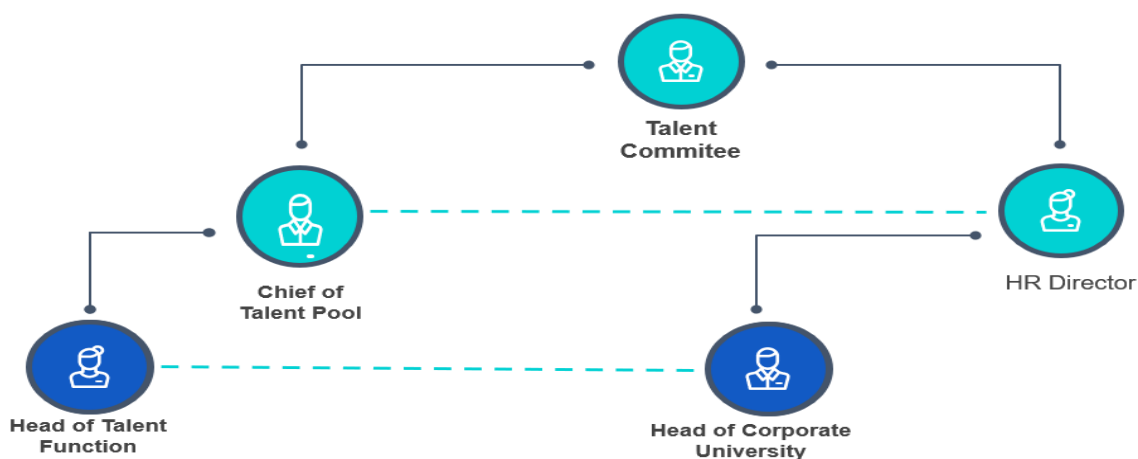 Talent
Commitee
Chief of
Talent Pool
HR Director
Head of Talent
Function
Head of Corporate
University